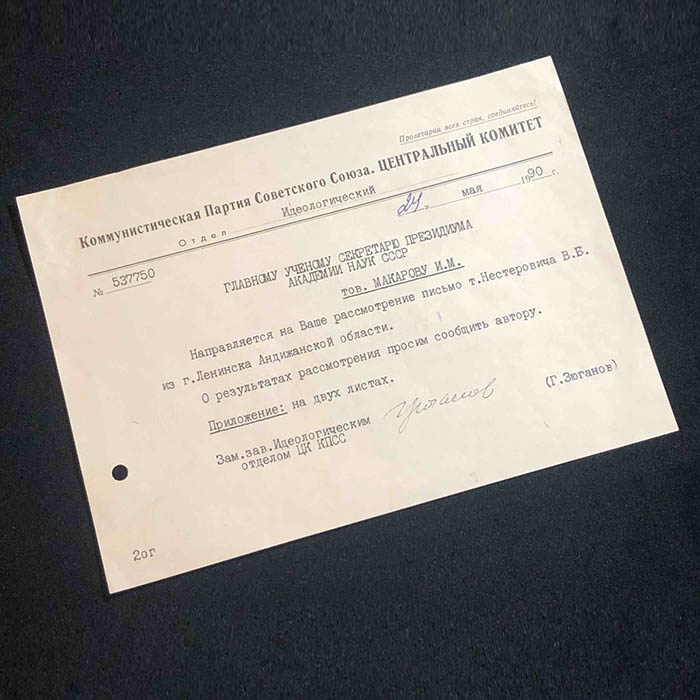 Пролетарии всех стран, соединяйтесь!
Коммунистическая Партия Советского Союза. ЦЕНТРАЛЬНЫЙ КОМИТЕТ
Отдел Идеологический 24 мая 1990 г.
№ 537750
ГЛАВНОМУ УЧЕНОМУ СЕКРЕТАРЮ ПРЕЗИДИУМА
АКАДЕМИИ НАУК СССР
тов. МАКАРОВУ И.М.
Направляется на Ваше рассмотрение письмо т.Нестеровича В.Б.
из г.Ленинска Андижанской области.
О результатах рассмотрения просим сообщить автору.
Приложение: на двух листах.
Зам.зав.Идеологическим
отделом ЦК КПСС
(Г.Зюганов)
2ог